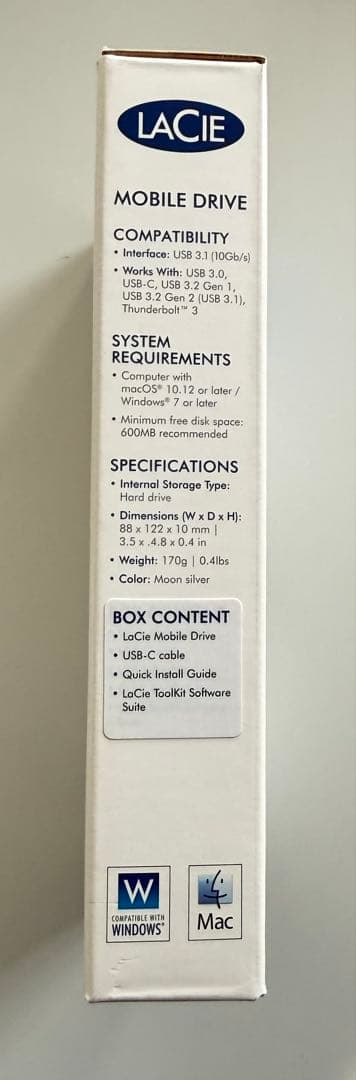 LACIE
MOBILE DRIVE
COMPATIBILITY
• Interface: USB 3.1 (10Gb/s)
• Works With: USB 3.0,
USB-C, USB 3.2 Gen 1,
USB 3.2 Gen 2 (USB 3.1),
Thunderbolt™ 3
SYSTEM
REQUIREMENTS
• Computer with
macOS® 10.12 or later /
Windows® 7 or later
• Minimum free disk space:
600MB recommended
SPECIFICATIONS
• Internal Storage Type:
Hard drive
• Dimensions (W x D x H):
88 x 122 x 10 mm |
3.5 x .4.8 x 0.4 in
• Weight: 170g | 0.4lbs
• Color: Moon silver
BOX CONTENT
• LaCie Mobile Drive
• USB-C cable
• Quick Install Guide
• LaCie ToolKit Software
Suite
W
COMPATIBLE WITH
WINDOWS®
Mac